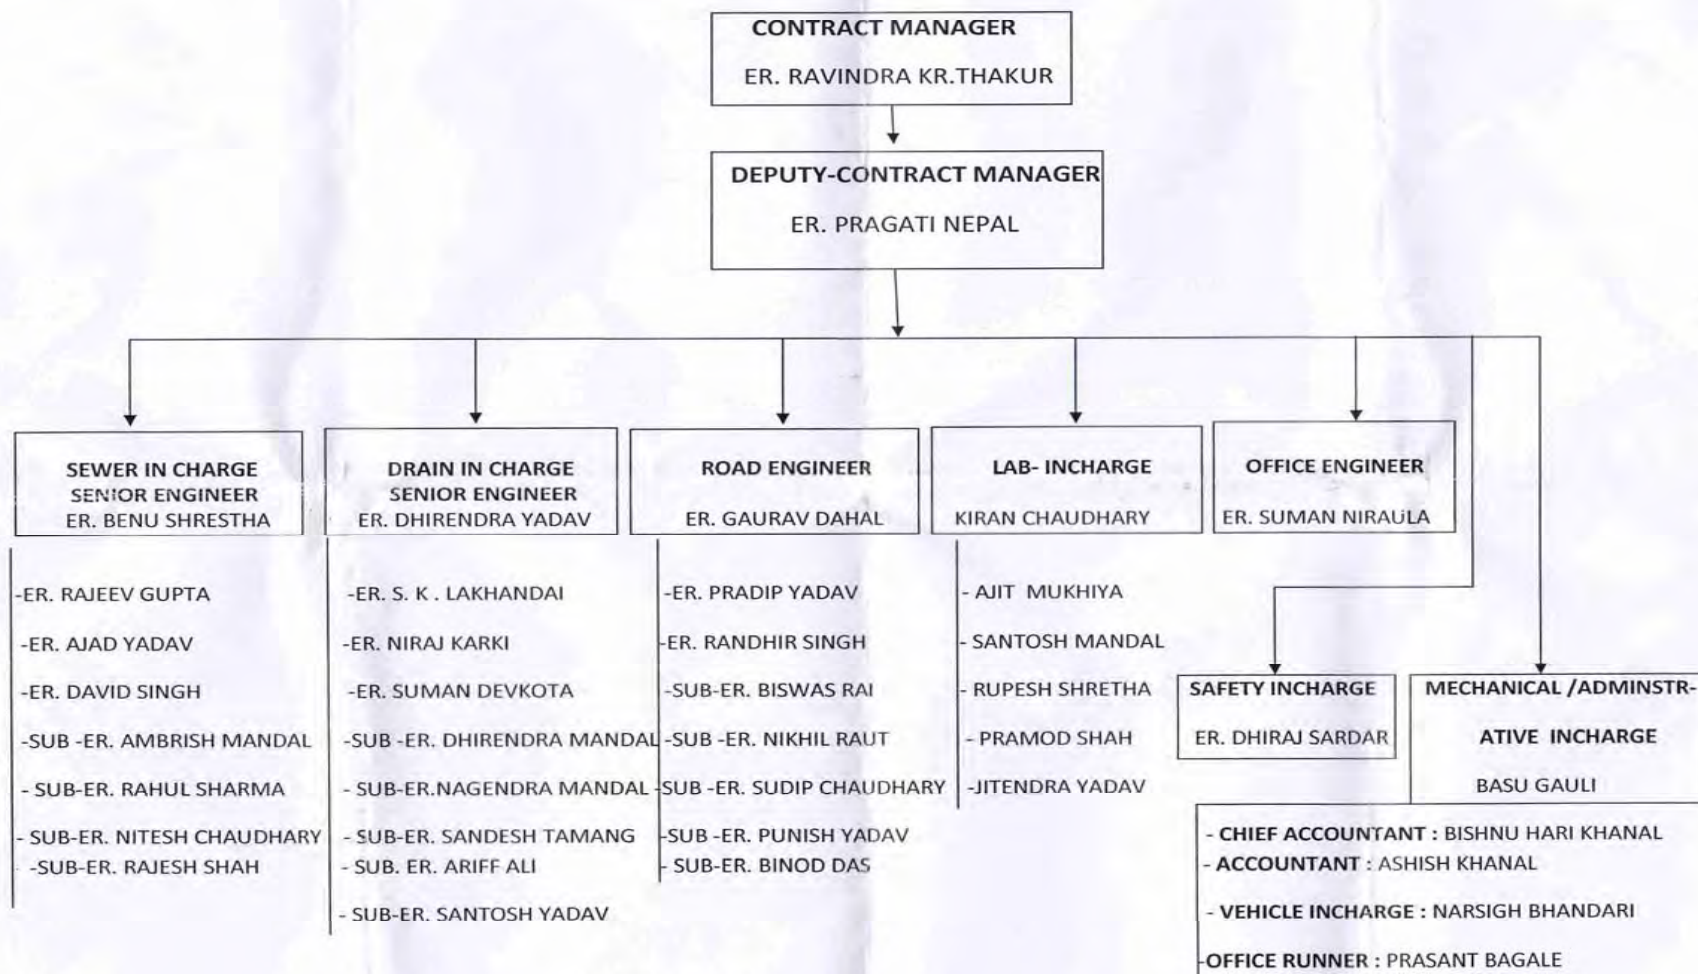 CONTRACT MANAGER
ER. RAVINDRA KR.THAKUR
DEPUTY-CONTRACT MANAGER
ER. PRAGATI NEPAL
SEWER IN CHARGE
SENIOR ENGINEER
ER. BENU SHRESTHA
-ER. RAJEEV GUPTA
-ER. AJAD YADAV
-ER. DAVID SINGH
-SUB -ER. AMBRISH MANDAL
- SUB-ER. RAHUL SHARMA
- SUB-ER. NITESH CHAUDHARY
-SUB-ER. RAJESH SHAH
DRAIN IN CHARGE
SENIOR ENGINEER
ER. DHIRENDRA YADAV
-ER. S. K . LAKHANDAI
-ER. NIRAJ KARKI
-ER. SUMAN DEVKOTA
-SUB -ER. DHIRENDRA MANDAL
- SUB-ER.NAGENDRA MANDAL
- SUB-ER. SANDESH TAMANG
- SUB. ER. ARIFF ALI
- SUB-ER. SANTOSH YADAV
ROAD ENGINEER
ER. GAURAV DAHAL
-ER. PRADIP YADAV
-ER. RANDHIR SINGH
-SUB-ER. BISWAS RAI
-SUB -ER. NIKHIL RAUT
-SUB -ER. SUDIP CHAUDHARY
-SUB -ER. PUNISH YADAV
- SUB-ER. BINOD DAS
LAB- INCHARGE
KIRAN CHAUDHARY
- AJIT MUKHIYA
- SANTOSH MANDAL
- RUPESH SHRETHA
- PRAMOD SHAH
-JITENDRA YADAV
OFFICE ENGINEER
ER. SUMAN NIRAULA
SAFETY INCHARGE
ER. DHIRAJ SARDAR
MECHANICAL /ADMINSTR-
ATIVE INCHARGE
BASU GAULI
- CHIEF ACCOUNTANT : BISHNU HARI KHANAL
- ACCOUNTANT : ASHISH KHANAL
- VEHICLE INCHARGE : NARSIGH BHANDARI
-OFFICE RUNNER : PRASANT BAGALE